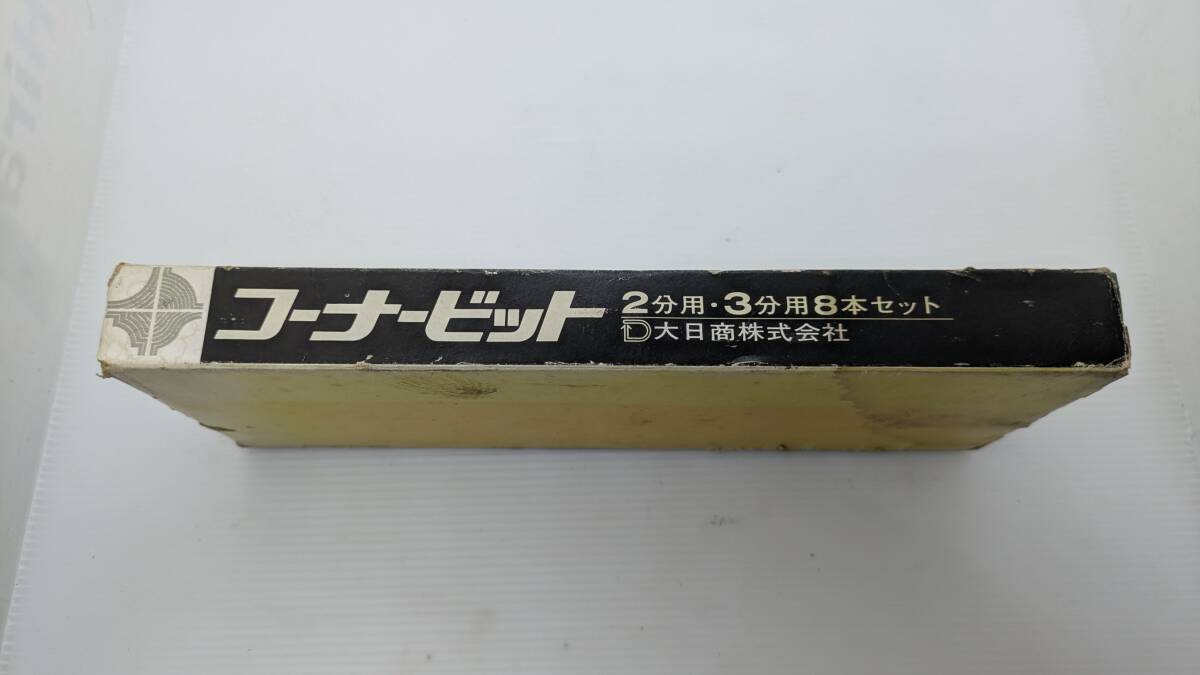 コーナービット
2分用・3分用8本セット
大日商株式会社